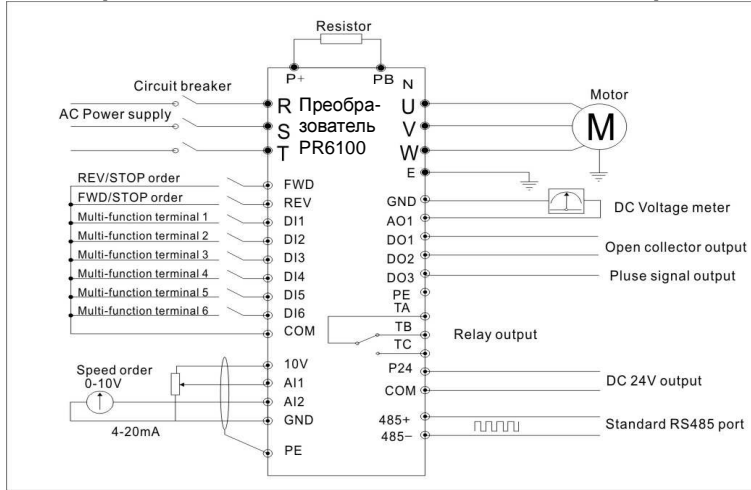 Resistor
P+
PB
N
Circuit breaker
AC Power supply
R
S
T
Преобра-
зователь
PR6100
U
V
W
E
Motor
M
REV/STOP order
FWD/STOP order
Multi-function terminal 1
Multi-function terminal 2
Multi-function terminal 3
Multi-function terminal 4
Multi-function terminal 5
Multi-function terminal 6
FWD
REV
DI1
DI2
DI3
DI4
DI5
DI6
COM
GND
AO1
DO1
DO2
DO3
PE
TA
TB
TC
P24
COM
485+
485−
DC Voltage meter
Open collector output
Pluse signal output
Relay output
DC 24V output
Standard RS485 port
Speed order
0-10V
4-20mA
10V
AI1
AI2
GND
PE